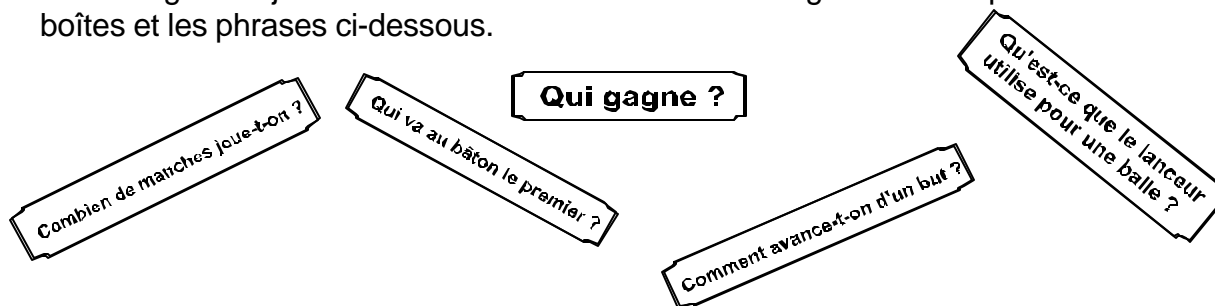 boîtes et les phrases ci-dessous.
Combien de manches joue-t-on ?
Qui va au bâton le premier ?
Qui gagne ?
Comment avance-t-on d'un but ?
Qu'est-ce que le lanceur
utilise pour une balle ?